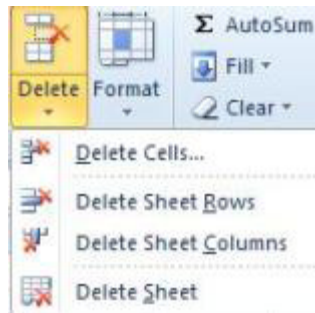 Σ AutoSum
Fill
Delete Format
Clear
Delete Cells...
Delete Sheet Rows
Delete Sheet Columns
Delete Sheet